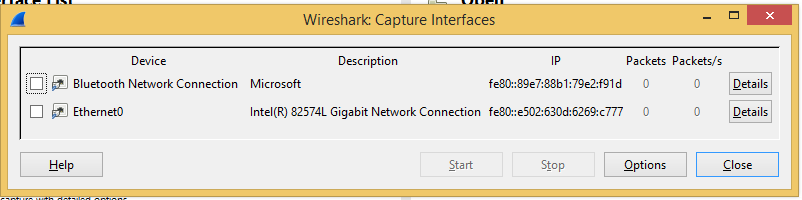 Interface List
Open
Wireshark: Capture Interfaces
Device Description IP Packets Packets/s
Bluetooth Network Connection Microsoft fe80::89e7:88b1:79e2:f91d 0 0 Details
Ethernet0 Intel(R) 82574L Gigabit Network Connection fe80::e502:630d:6269:c777 0 0 Details
Help Start Stop Options Close
capture with detailed options